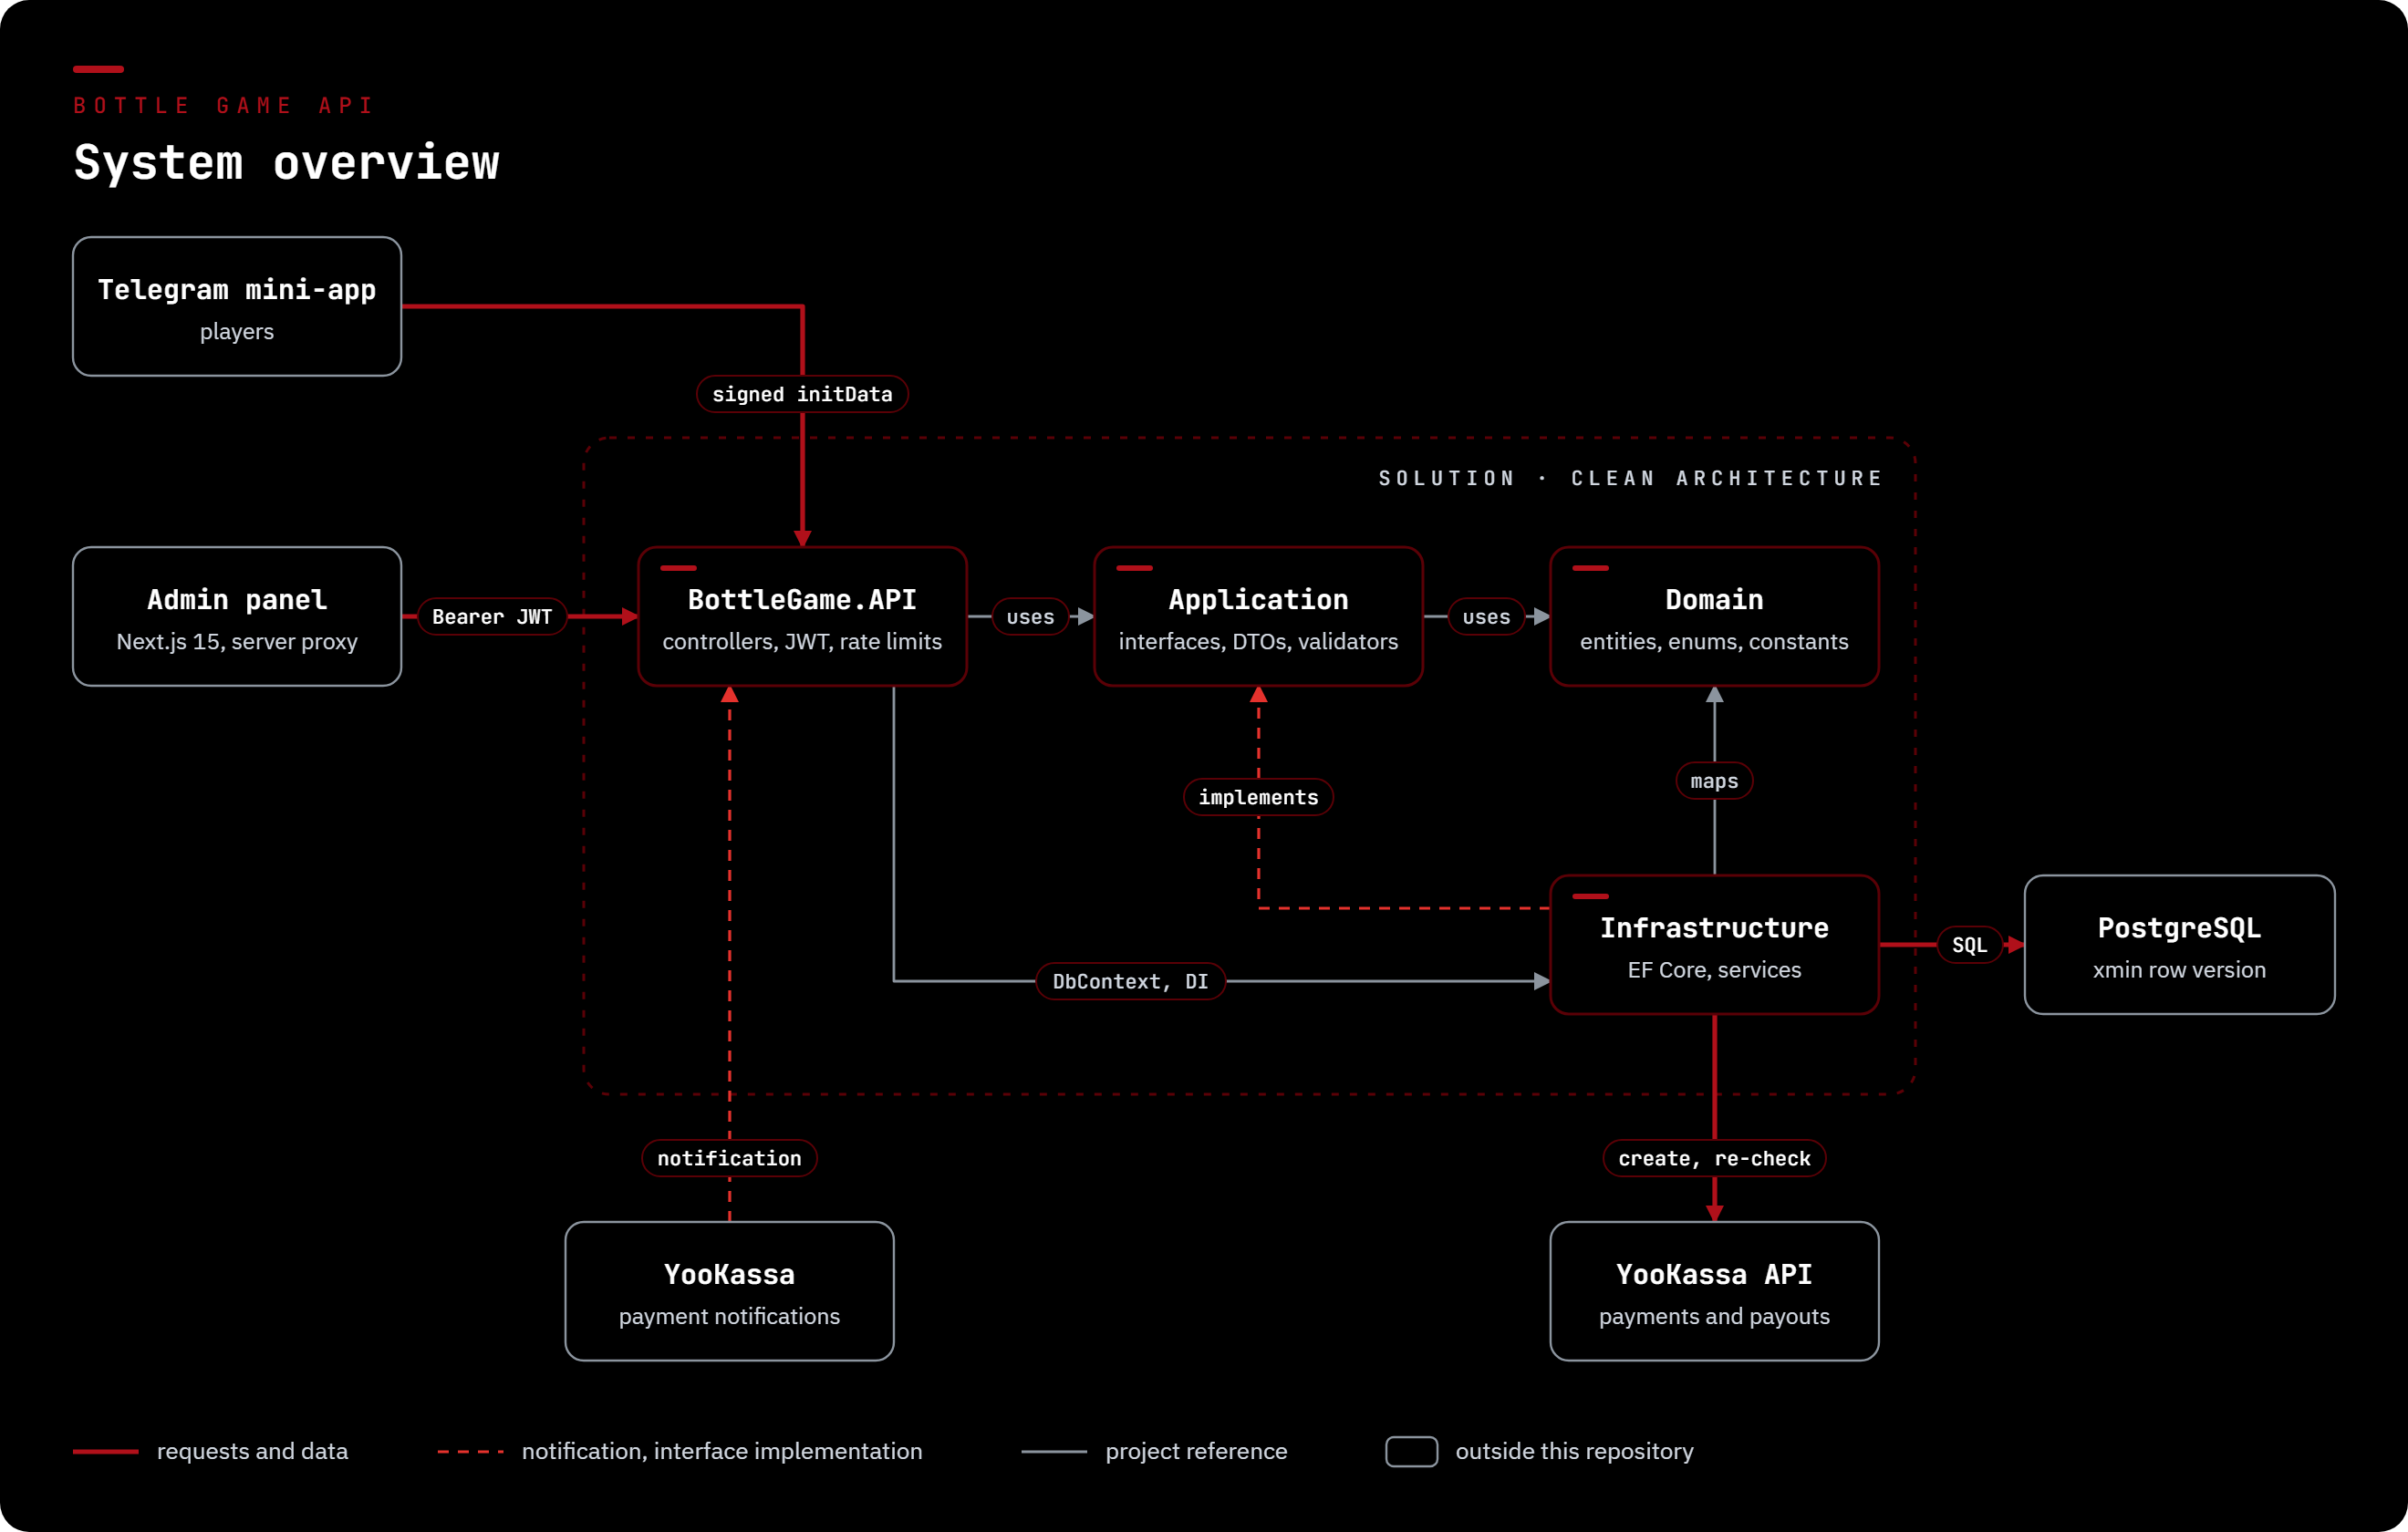 BOTTLE GAME API
System overview
Telegram mini-app
players
signed initData
SOLUTION · CLEAN ARCHITECTURE
Admin panel
Next.js 15, server proxy
Bearer JWT
BottleGame.API
controllers, JWT, rate limits
uses
Application
interfaces, DTOs, validators
uses
Domain
entities, enums, constants
implements
maps
DbContext, DI
Infrastructure
EF Core, services
SQL
PostgreSQL
xmin row version
notification
create, re-check
YooKassa
payment notifications
YooKassa API
payments and payouts
requests and data
notification, interface implementation
project reference
outside this repository